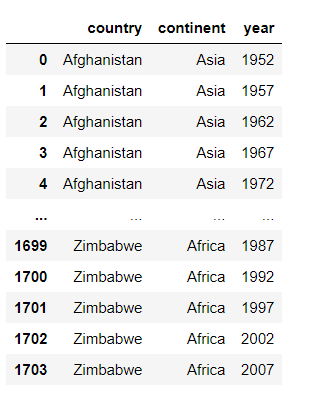 country continent year
0 Afghanistan Asia 1952
1 Afghanistan Asia 1957
2 Afghanistan Asia 1962
3 Afghanistan Asia 1967
4 Afghanistan Asia 1972
... ... ... ...
1699 Zimbabwe Africa 1987
1700 Zimbabwe Africa 1992
1701 Zimbabwe Africa 1997
1702 Zimbabwe Africa 2002
1703 Zimbabwe Africa 2007